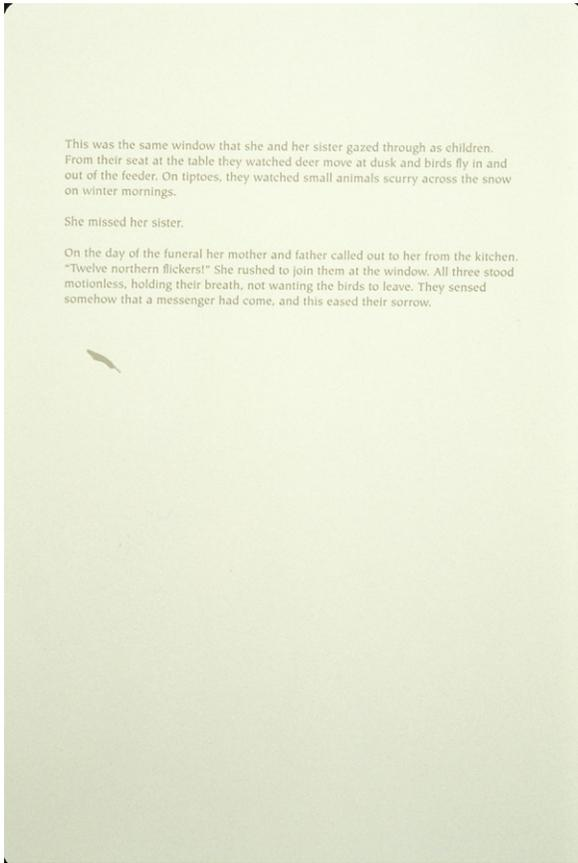 This was the same window that she and her sister gazed through as children.
From their seat at the table they watched deer move at dusk and birds fly in and
out of the feeder. On tiptoes, they watched small animals scurry across the snow
on winter mornings.
She missed her sister.
On the day of the funeral her mother and father called out to her from the kitchen.
“Twelve northern flickers!” She rushed to join them at the window. All three stood
motionless, holding their breath, not wanting the birds to leave. They sensed
somehow that a messenger had come, and this eased their sorrow.